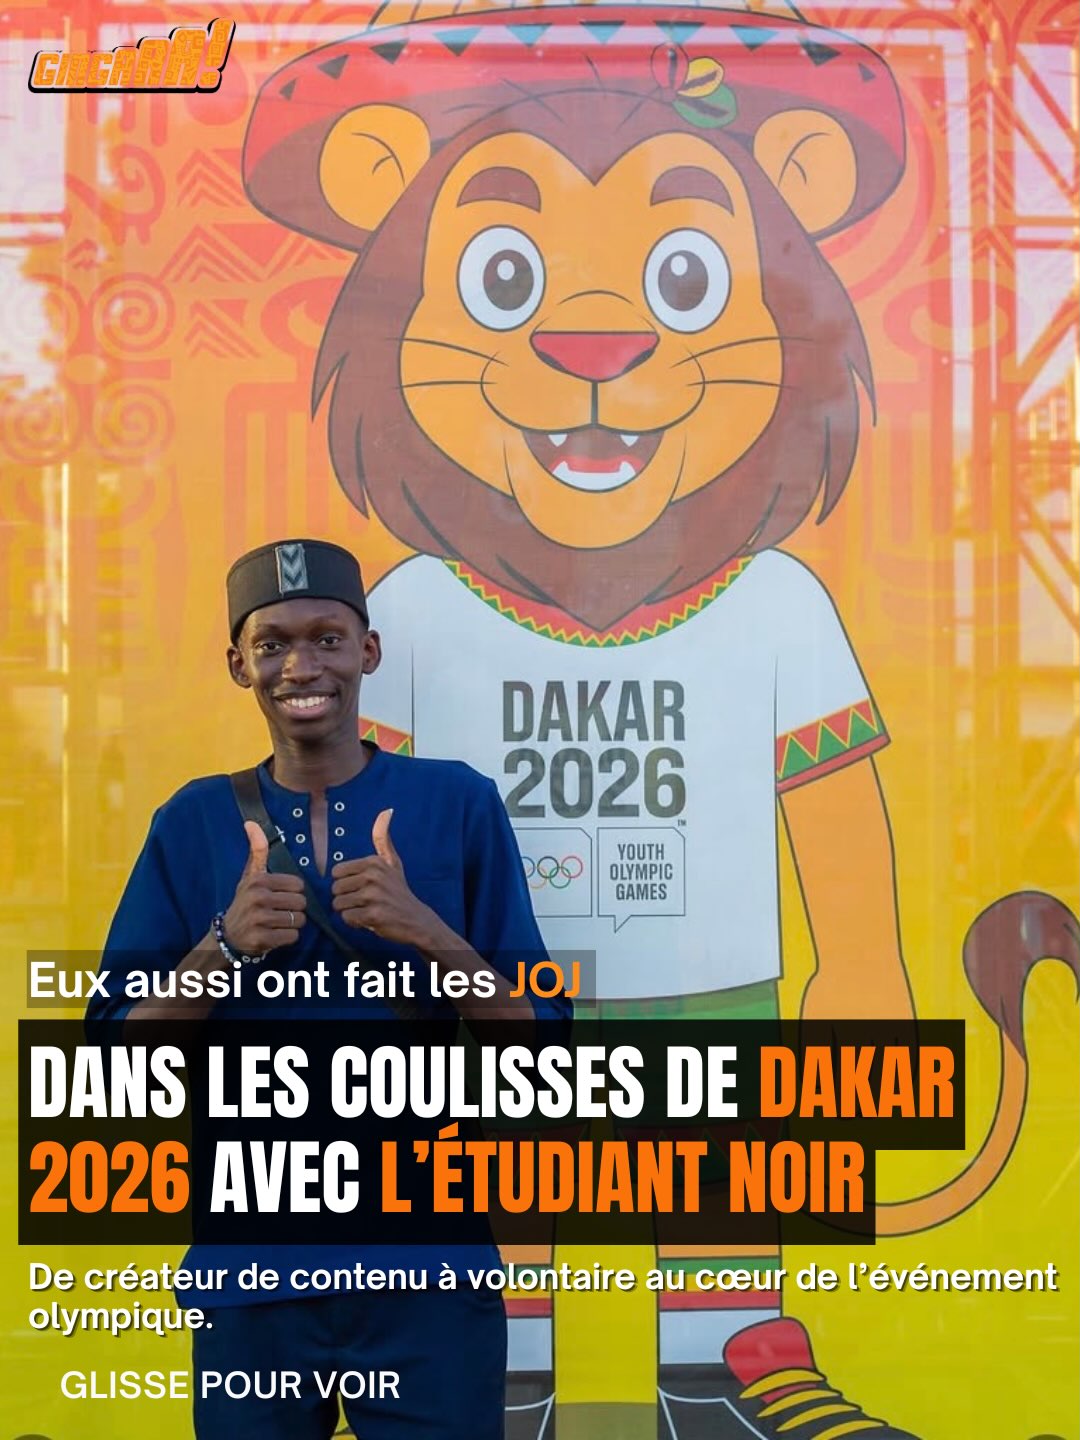 DAKAR
2026
™
YOUTH
OLYMPIC
GAMES
Eux aussi ont fait les JOJ
DANS LES COULISSES DE DAKAR
2026 AVEC L'ÉTUDIANT NOIR
De créateur de contenu à volontaire au cœur de l'événement
olympique.
GLISSE POUR VOIR